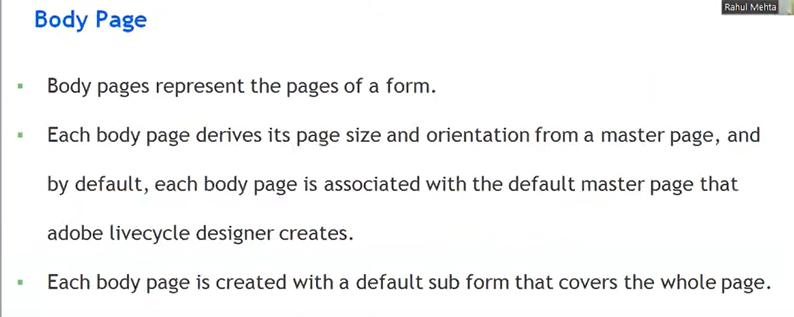 Rahul Mehta
Body Page
▪ Body pages represent the pages of a form.
▪ Each body page derives its page size and orientation from a master page, and
by default, each body page is associated with the default master page that
adobe livecycle designer creates.
▪ Each body page is created with a default sub form that covers the whole page.